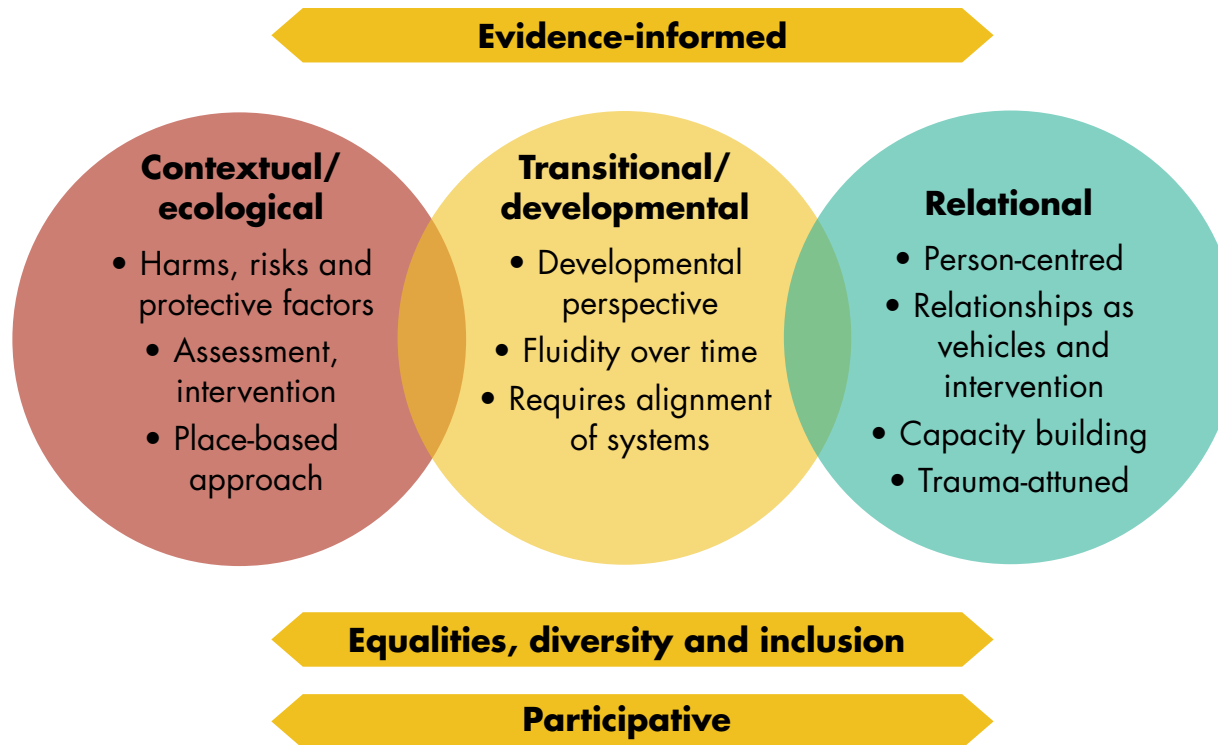 Evidence-informed
Contextual/
ecological
• Harms, risks and
protective factors
• Assessment,
intervention
• Place-based
approach
Transitional/
developmental
• Developmental
perspective
• Fluidity over time
• Requires alignment
of systems
Relational
• Person-centred
• Relationships as
vehicles and
intervention
• Capacity building
• Trauma-attuned
Equalities, diversity and inclusion
Participative